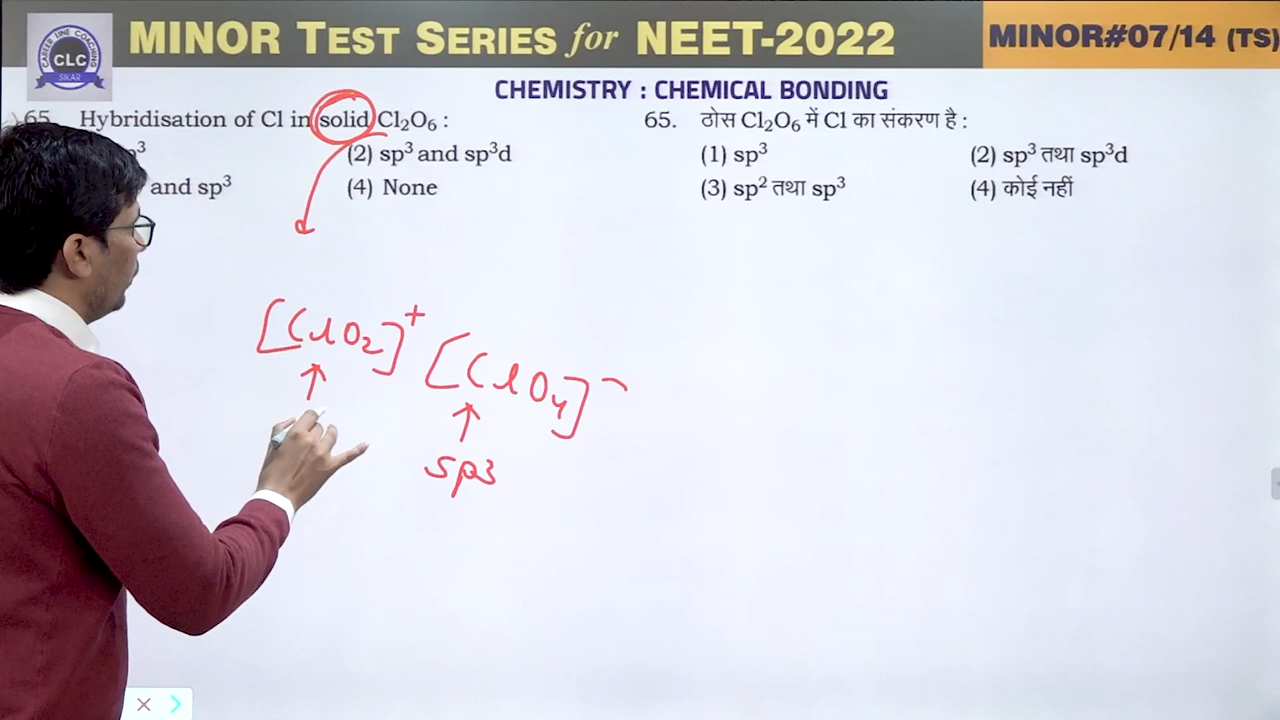 MINOR TEST SERIES for NEET-2022
MINOR#07/14 (TS)
CAREER LINE COACHING
CLC
SIKAR
CHEMISTRY : CHEMICAL BONDING
65. Hybridisation of Cl in solid Cl₂O₆ :
(2) sp³ and sp³d
and sp³
(4) None
65. ठोस Cl₂O₆ में Cl का संकरण है :
(1) sp³
(2) sp³ तथा sp³d
(3) sp² तथा sp³
(4) कोई नहीं
[ClO₂]⁺ [ClO₄]⁻
sp3